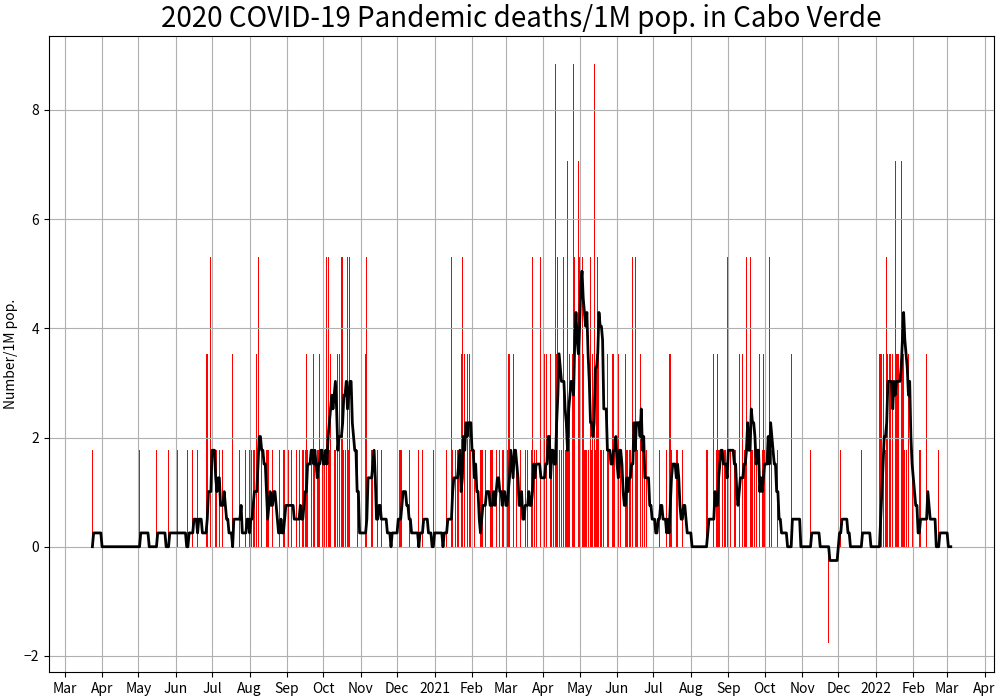 2020 COVID-19 Pandemic deaths/1M pop. in Cabo Verde
Number/1M pop.
8
6
4
2
0
−2
Mar Apr May Jun Jul Aug Sep Oct Nov Dec 2021 Feb Mar Apr May Jun Jul Aug Sep Oct Nov Dec 2022 Feb Mar Apr